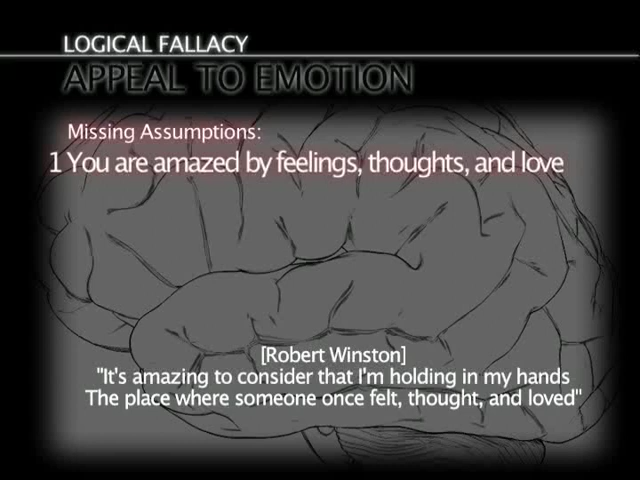 LOGICAL FALLACY
APPEAL TO EMOTION
Missing Assumptions:
1 You are amazed by feelings, thoughts, and love
[Robert Winston]
"It's amazing to consider that I'm holding in my hands
The place where someone once felt, thought, and loved"